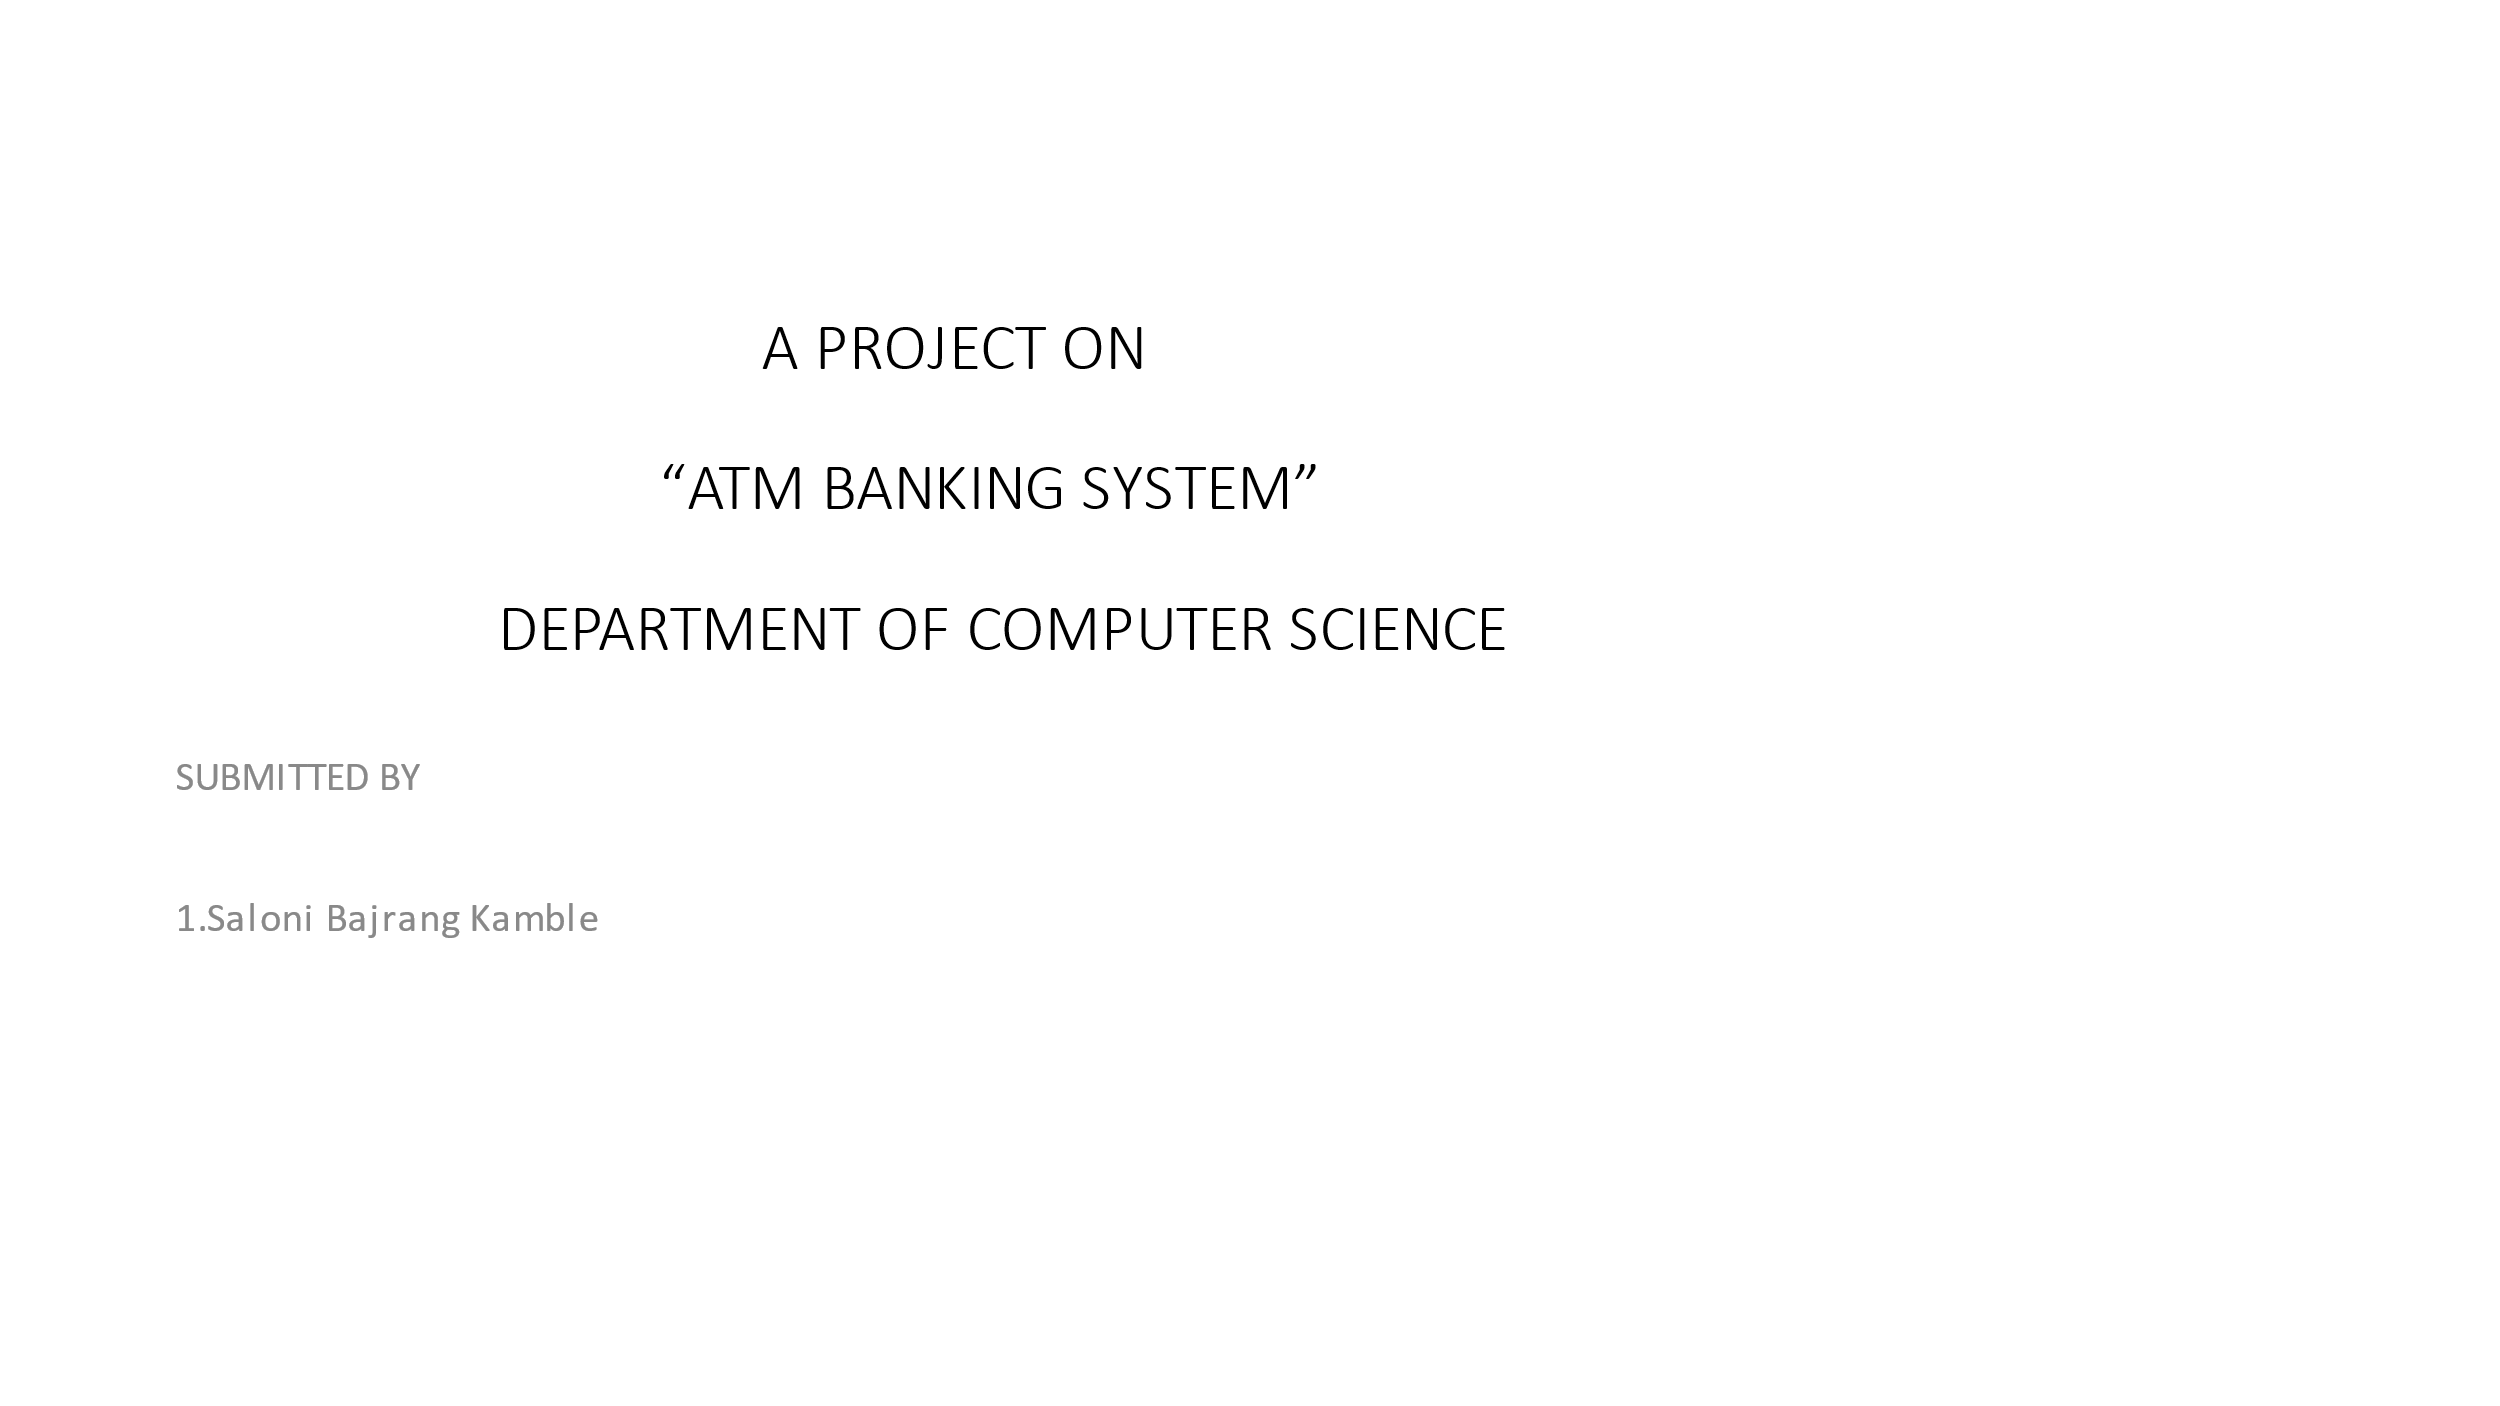 A PROJECT ON
“ATM BANKING SYSTEM”
DEPARTMENT OF COMPUTER SCIENCE
SUBMITTED BY
1.Saloni Bajrang Kamble